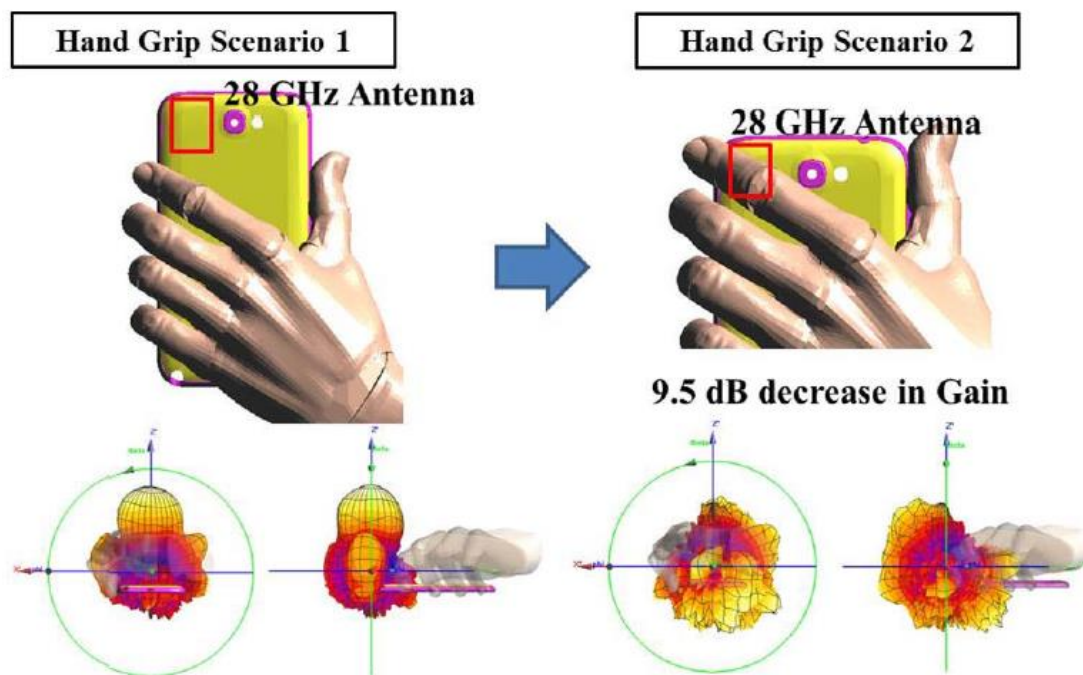 Hand Grip Scenario 1
Hand Grip Scenario 2
28 GHz Antenna
28 GHz Antenna
9.5 dB decrease in Gain